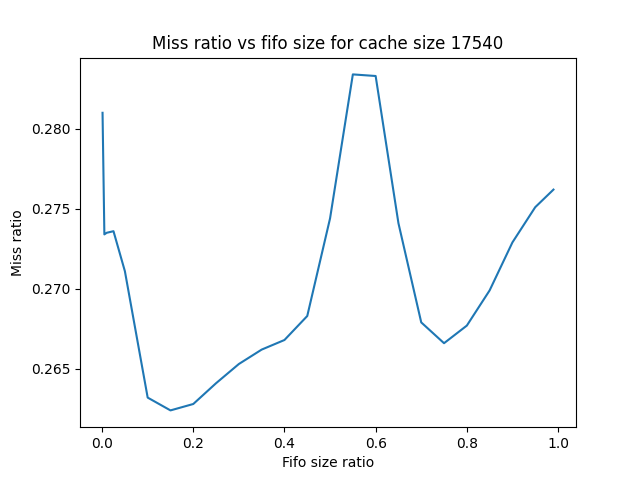 Miss ratio vs fifo size for cache size 17540
0.280
0.275
0.270
0.265
Miss ratio
0.0 0.2 0.4 0.6 0.8 1.0
Fifo size ratio